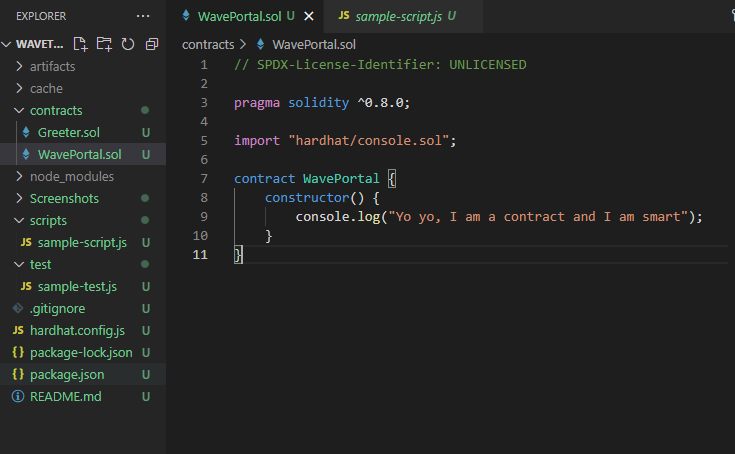 EXPLORER ...
WAVET...
artifacts
cache
contracts
Greeter.sol U
WavePortal.sol U
node_modules
Screenshots
scripts
JS sample-script.js U
test
JS sample-test.js U
.gitignore U
JS hardhat.config.js U
{} package-lock.json U
{} package.json U
README.md U
WavePortal.sol U
JS sample-script.js U
contracts > WavePortal.sol
1 // SPDX-License-Identifier: UNLICENSED
2
3 pragma solidity ^0.8.0;
4
5 import "hardhat/console.sol";
6
7 contract WavePortal {
8 constructor() {
9 console.log("Yo yo, I am a contract and I am smart");
10 }
11 }